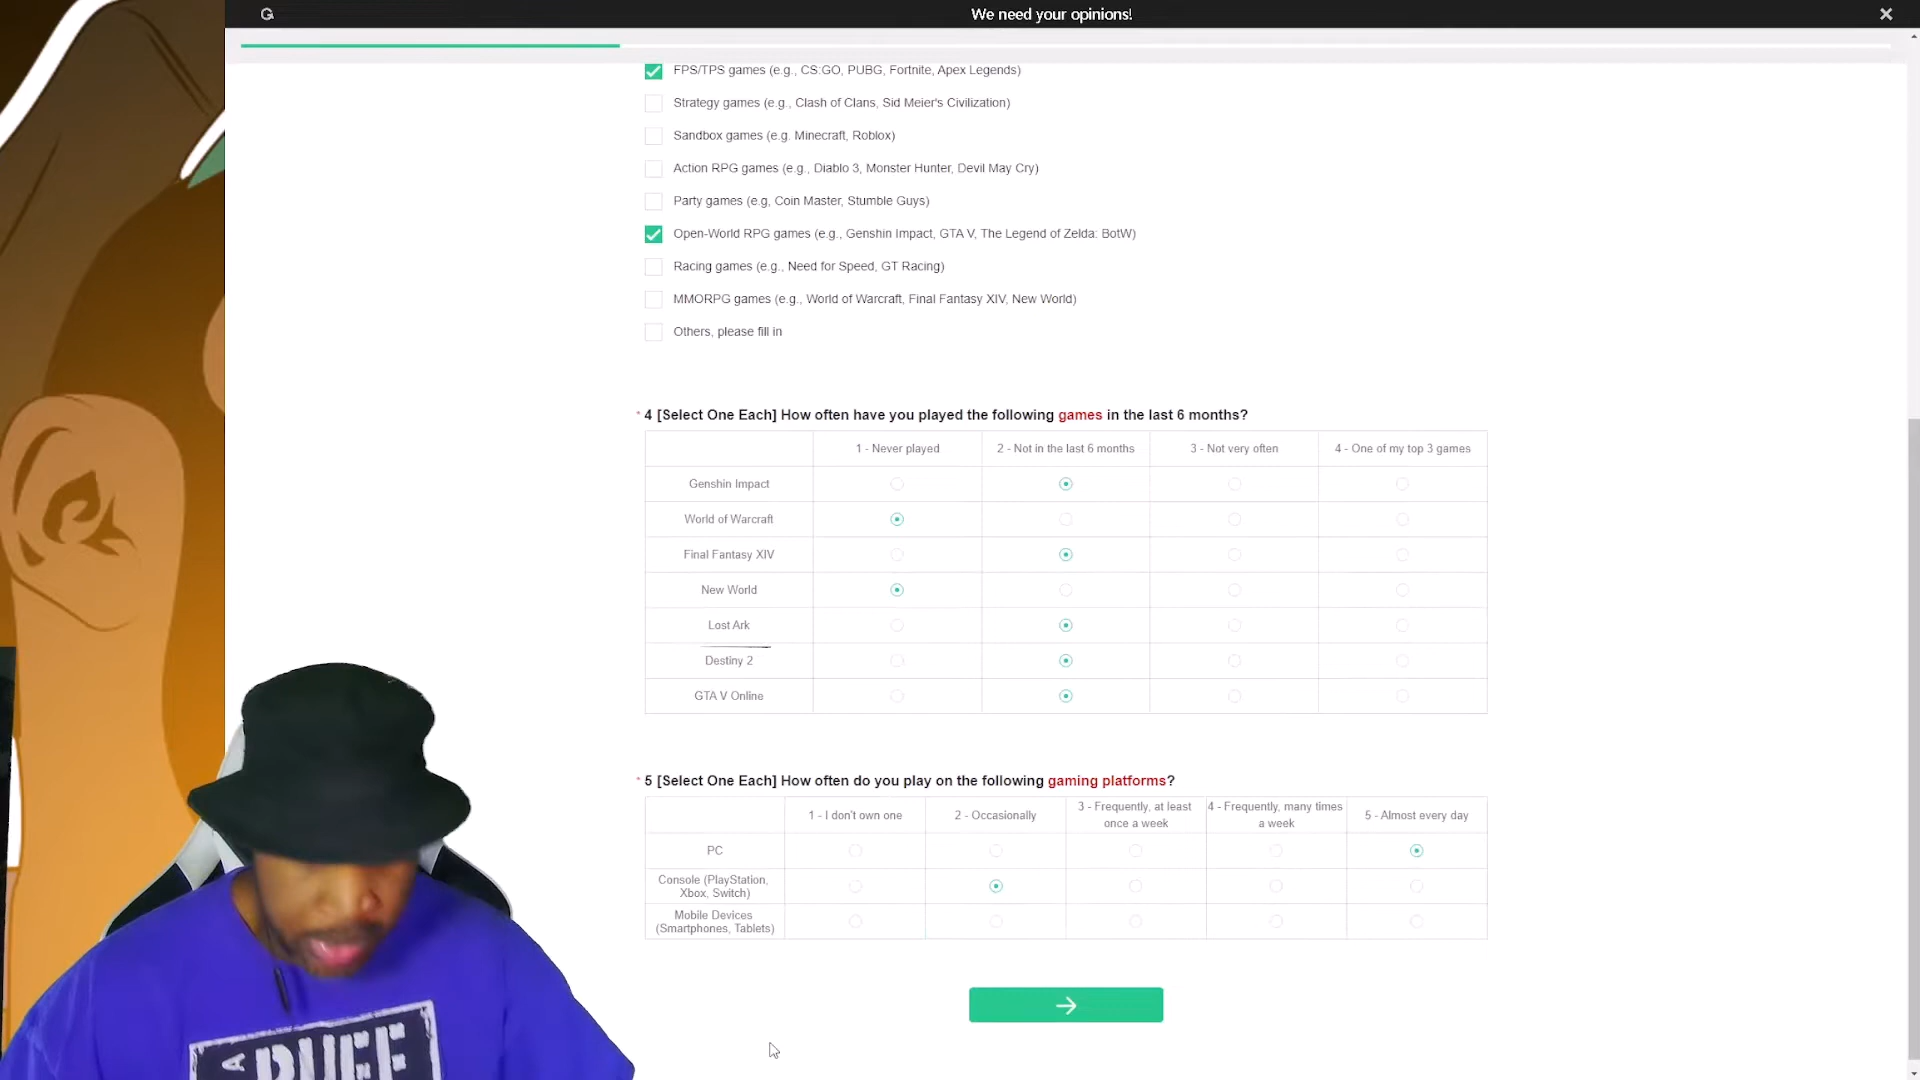 We need your opinions!
FPS/TPS games (e.g., CS:GO, PUBG, Fortnite, Apex Legends)
Strategy games (e.g., Clash of Clans, Sid Meier's Civilization)
Sandbox games (e.g. Minecraft, Roblox)
Action RPG games (e.g., Diablo 3, Monster Hunter, Devil May Cry)
Party games (e.g, Coin Master, Stumble Guys)
Open-World RPG games (e.g., Genshin Impact, GTA V, The Legend of Zelda: BotW)
Racing games (e.g., Need for Speed, GT Racing)
MMORPG games (e.g., World of Warcraft, Final Fantasy XIV, New World)
Others, please fill in
* 4 [Select One Each] How often have you played the following games in the last 6 months?
1 - Never played 2 - Not in the last 6 months 3 - Not very often 4 - One of my top 3 games
Genshin Impact
World of Warcraft
Final Fantasy XIV
New World
Lost Ark
Destiny 2
GTA V Online
* 5 [Select One Each] How often do you play on the following gaming platforms?
1 - I don't own one 2 - Occasionally 3 - Frequently, at least once a week 4 - Frequently, many times a week 5 - Almost every day
PC
Console (PlayStation,
Xbox, Switch)
Mobile Devices
(Smartphones, Tablets)
A RUFF